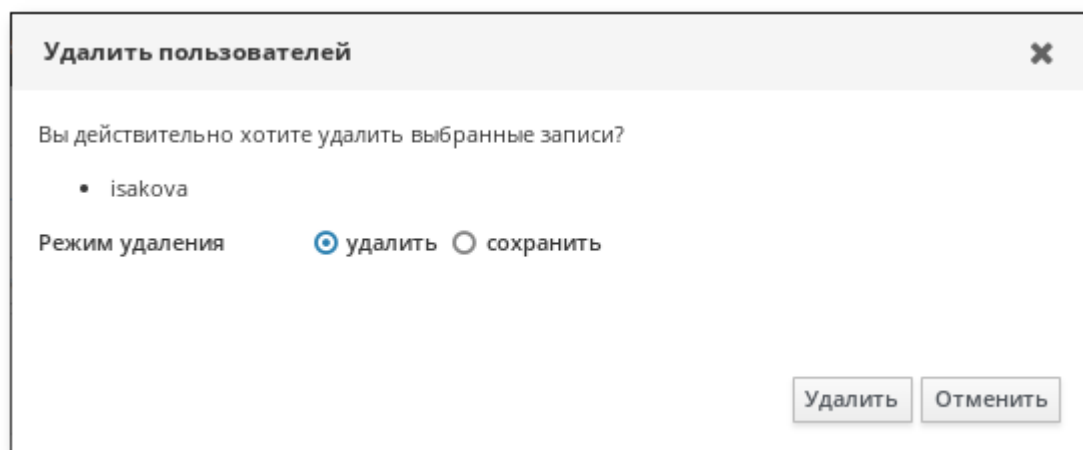 Удалить пользователей
Вы действительно хотите удалить выбранные записи?
• isakova
Режим удаления удалить сохранить
Удалить Отменить